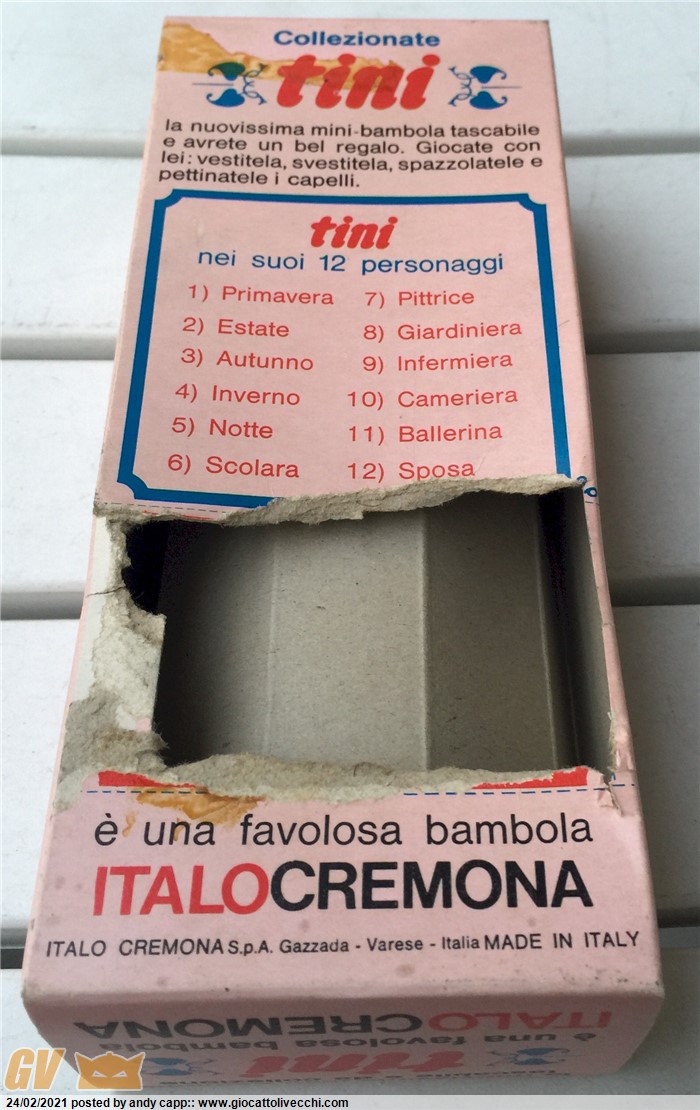 Collezionate
tini
la nuovissima mini-bambola tascabile
e avrete un bel regalo. Giocate con
lei: vestitela, svestitela, spazzolatele e
pettinatele i capelli.
tini
nei suoi 12 personaggi
1) Primavera
2) Estate
3) Autunno
4) Inverno
5) Notte
6) Scolara
7) Pittrice
8) Giardiniera
9) Infermiera
10) Cameriera
11) Ballerina
12) Sposa
è una favolosa bambola
ITALOCREMONA
ITALO CREMONA S.p.A. Gazzada - Varese - Italia MADE IN ITALY
ITALOCREMONA
è una favolosa bambola
tini
GV
24/02/2021 posted by andy capp:: www.giocattolivecchi.com